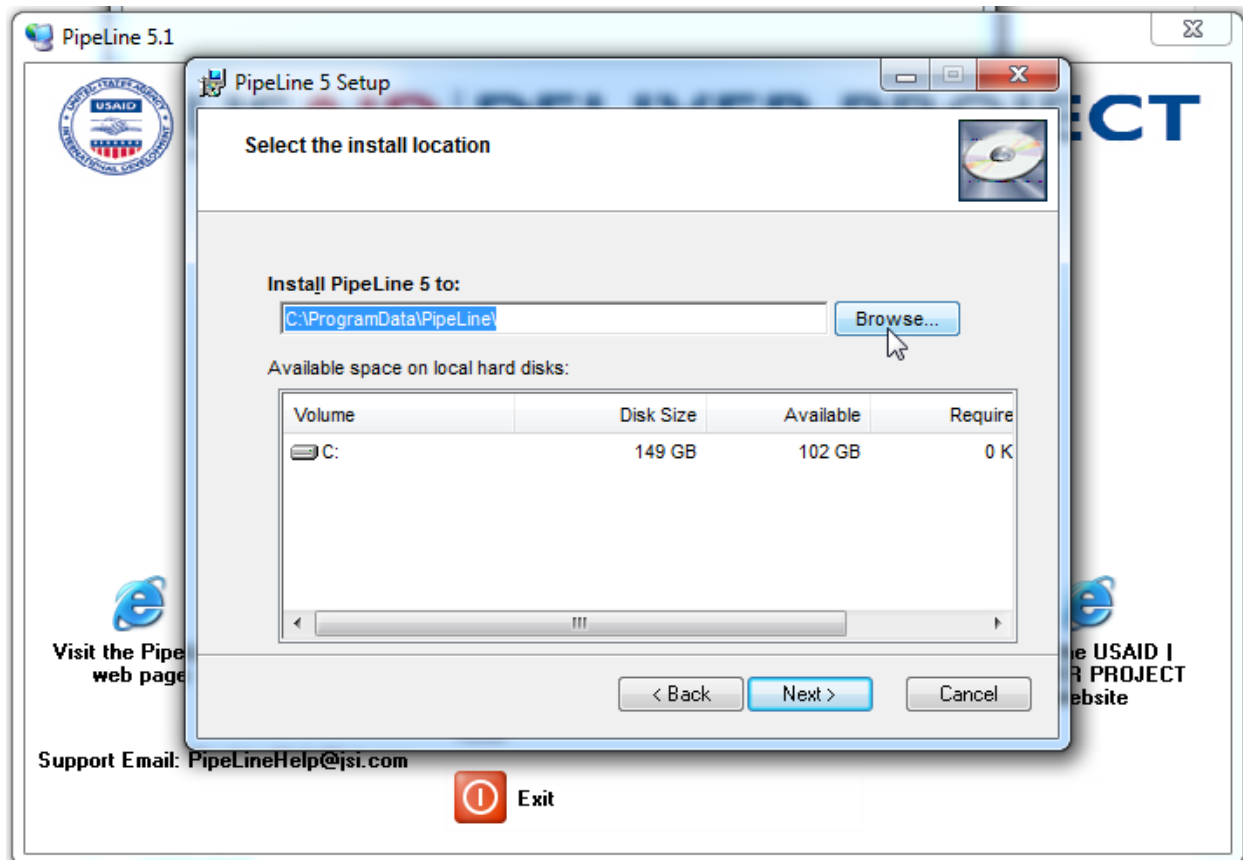 PipeLine 5.1
USAID
PipeLine 5 Setup
ECT
Select the install location
Install PipeLine 5 to:
C:\ProgramData\PipeLine\
Browse...
Available space on local hard disks:
Volume Disk Size Available Require
C: 149 GB 102 GB 0 K
Visit the Pipe
web page
e USAID |
R PROJECT
ebsite
< Back Next > Cancel
Support Email: PipeLineHelp@jsi.com
Exit